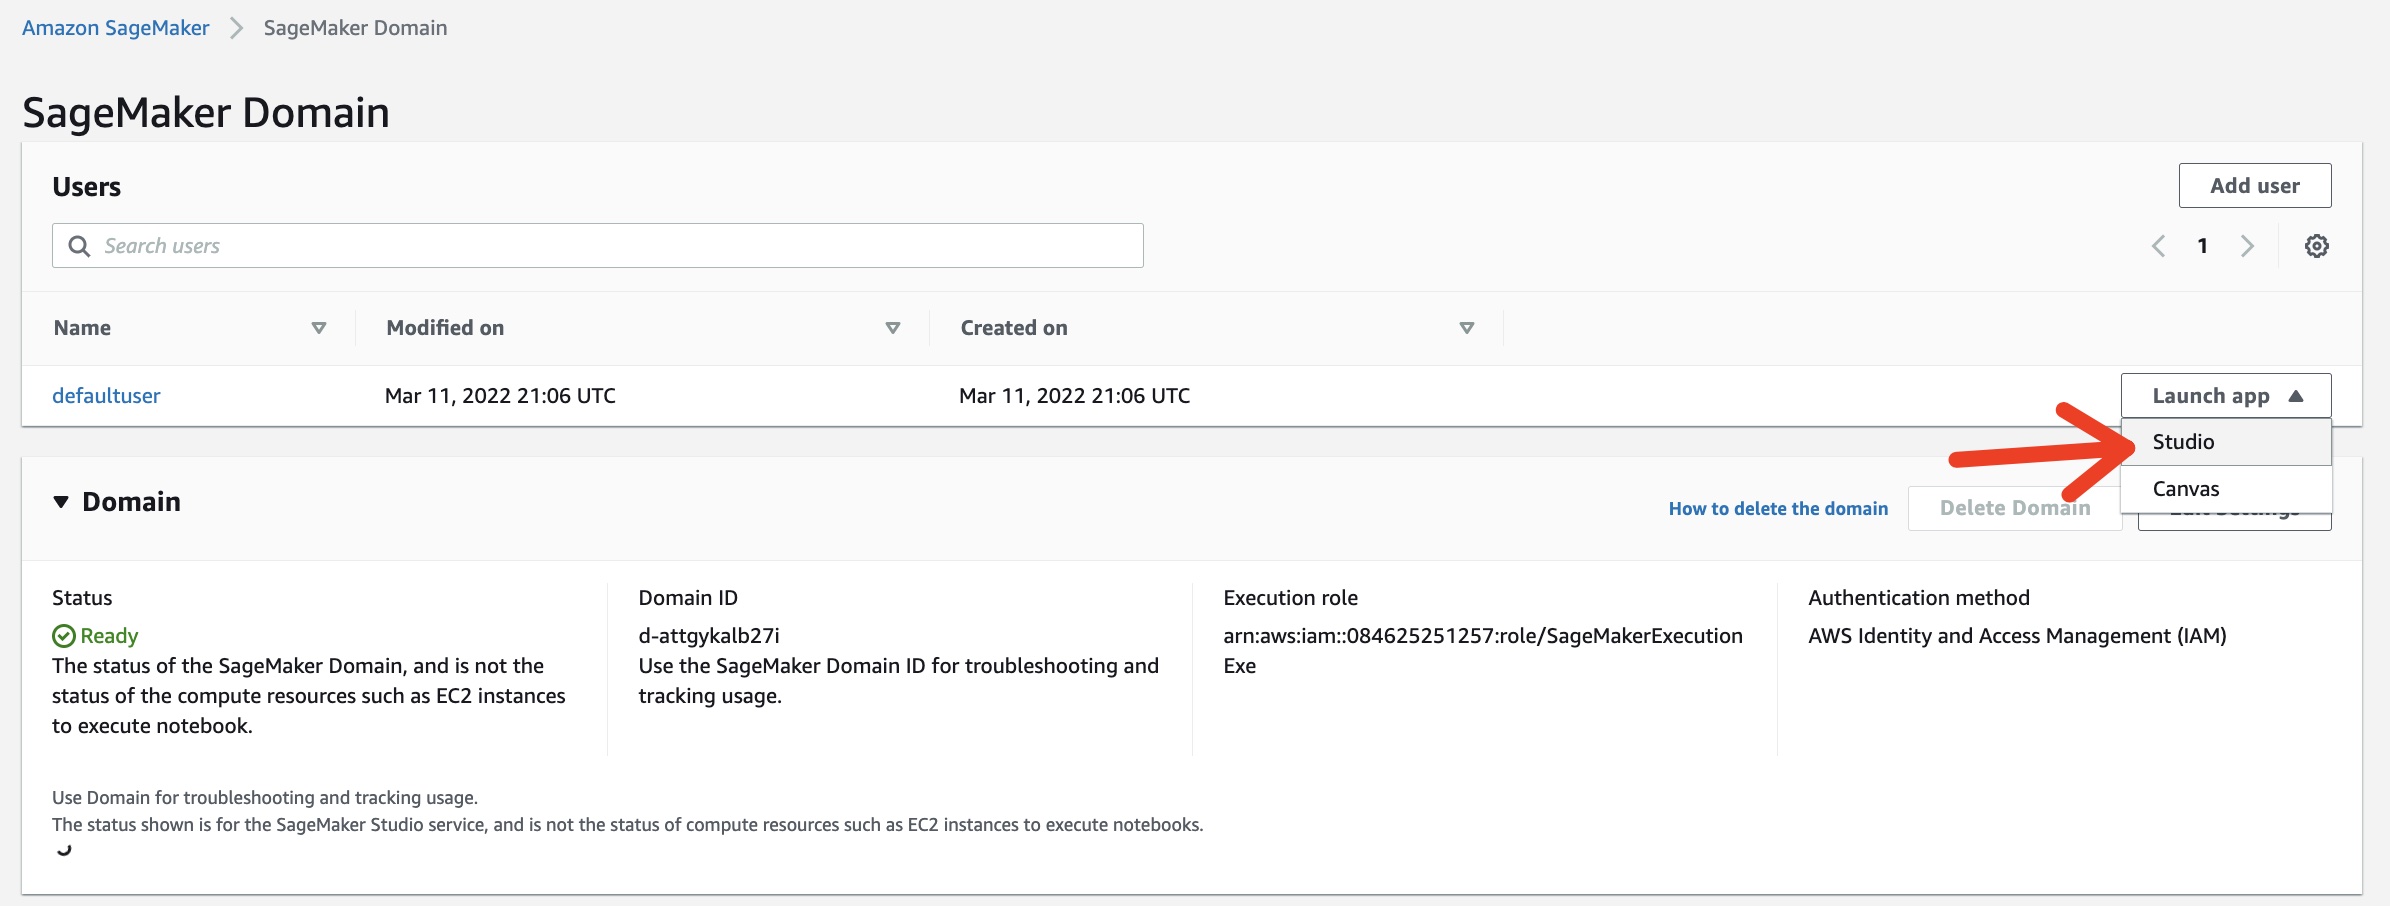 Amazon SageMaker > SageMaker Domain
SageMaker Domain
Users
Add user
Search users
1
Name
Modified on
Created on
defaultuser
Mar 11, 2022 21:06 UTC
Mar 11, 2022 21:06 UTC
Launch app
Studio
Canvas
Domain
How to delete the domain
Delete Domain
Status
Ready
The status of the SageMaker Domain, and is not the
status of the compute resources such as EC2 instances
to execute notebook.
Domain ID
d-attgykalb27i
Use the SageMaker Domain ID for troubleshooting and
tracking usage.
Execution role
arn:aws:iam::084625251257:role/SageMakerExecution
Exe
Authentication method
AWS Identity and Access Management (IAM)
Use Domain for troubleshooting and tracking usage.
The status shown is for the SageMaker Studio service, and is not the status of compute resources such as EC2 instances to execute notebooks.